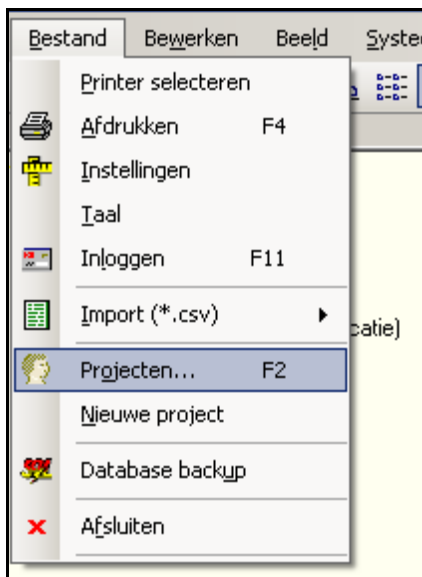 Bestand Bewerken Beeld
Printer selecteren
Afdrukken F4
Instellingen
Taal
Inloggen F11
Import (*.csv)
catie)
Projecten... F2
Nieuwe project
Database backup
Afsluiten